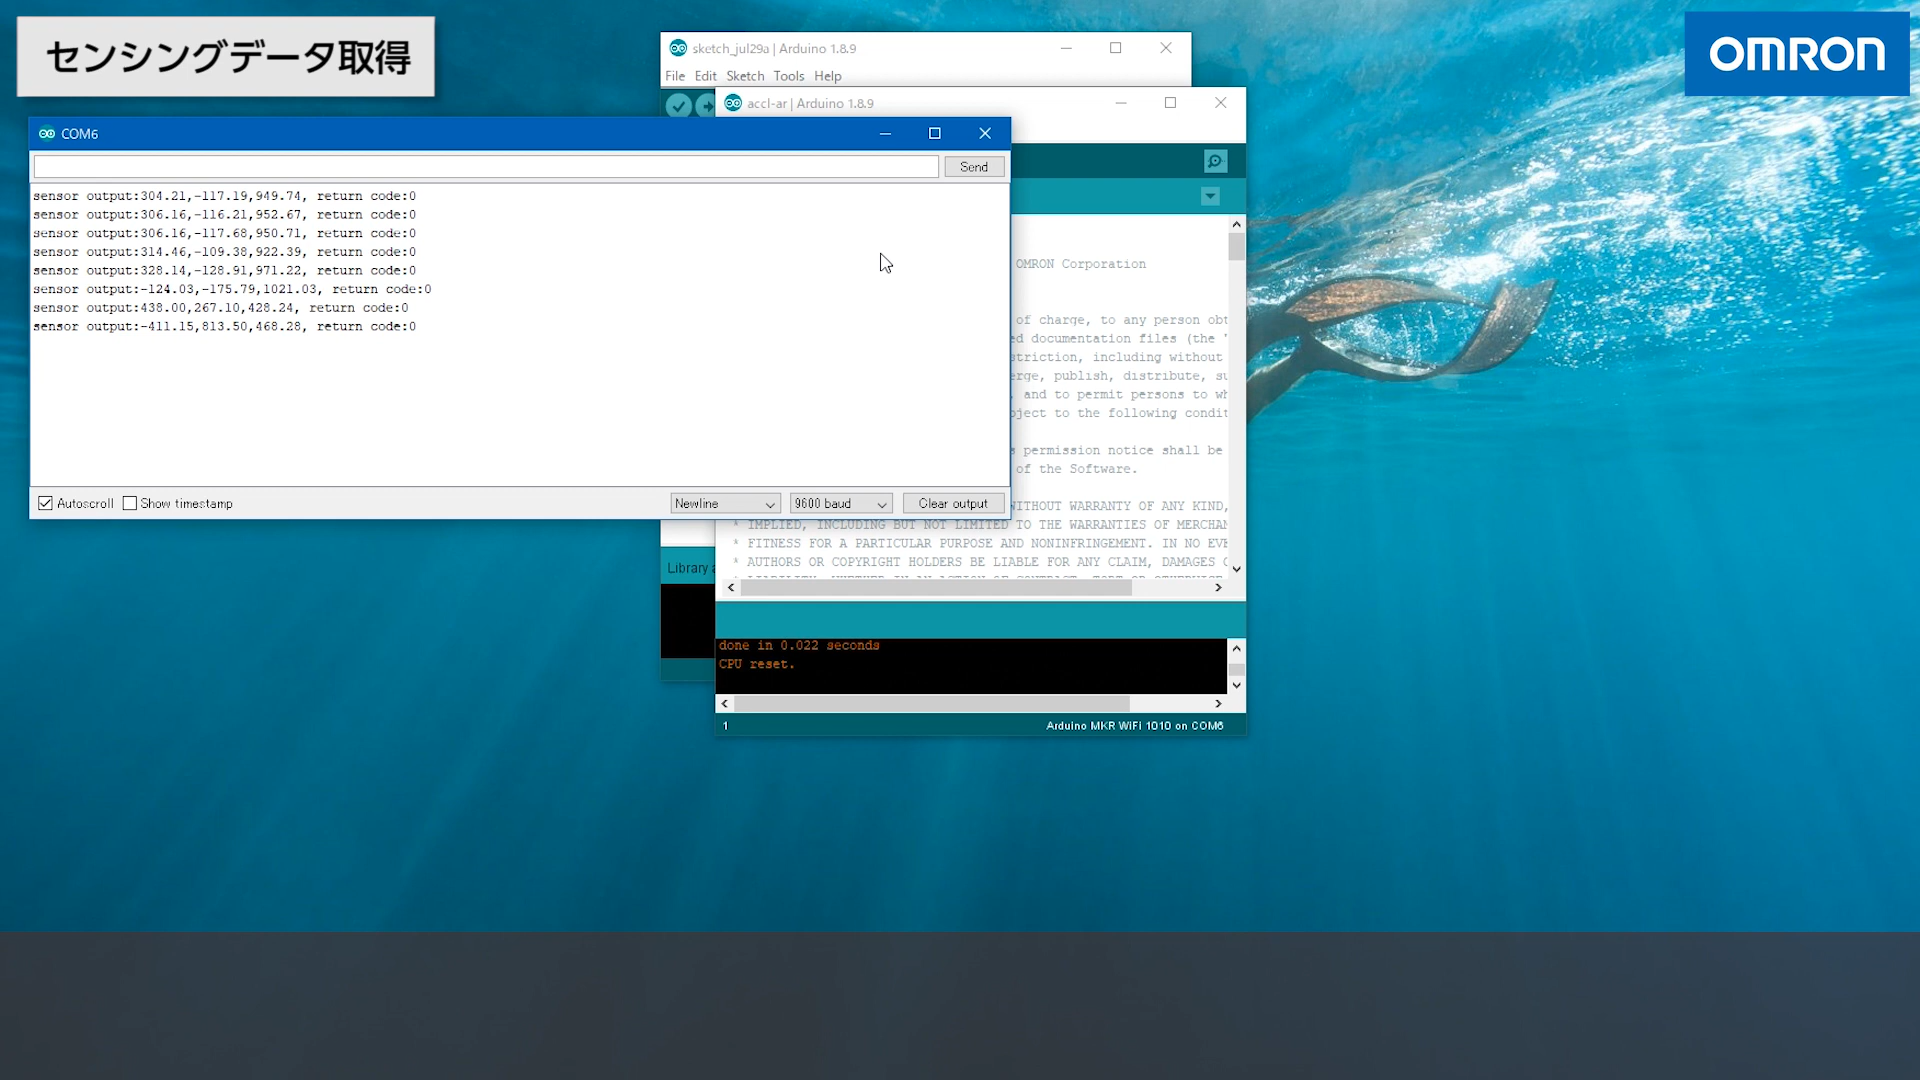 センシングデータ取得
OMRON
sketch_jul29a | Arduino 1.8.9
File Edit Sketch Tools Help
accl-ar | Arduino 1.8.9
COM6
Send
sensor output:304.21,-117.19,949.74, return code:0
sensor output:306.16,-116.21,952.67, return code:0
sensor output:306.16,-117.68,950.71, return code:0
sensor output:314.46,-109.38,922.39, return code:0
sensor output:328.14,-128.91,971.22, return code:0
sensor output:-124.03,-175.79,1021.03, return code:0
sensor output:438.00,267.10,428.24, return code:0
sensor output:-411.15,813.50,468.28, return code:0
Autoscroll Show timestamp Newline 9600 baud Clear output
OMRON Corporation
of charge, to any person obt
ed documentation files (the "
striction, including without
erge, publish, distribute, su
and to permit persons to wh
bject to the following condit
s permission notice shall be
of the Software.
WITHOUT WARRANTY OF ANY KIND,
* IMPLIED, INCLUDING BUT NOT LIMITED TO THE WARRANTIES OF MERCHAN
* FITNESS FOR A PARTICULAR PURPOSE AND NONINFRINGEMENT. IN NO EVE
* AUTHORS OR COPYRIGHT HOLDERS BE LIABLE FOR ANY CLAIM, DAMAGES O
Library a
done in 0.022 seconds
CPU reset.
1
Arduino MKR WiFi 1010 on COM6